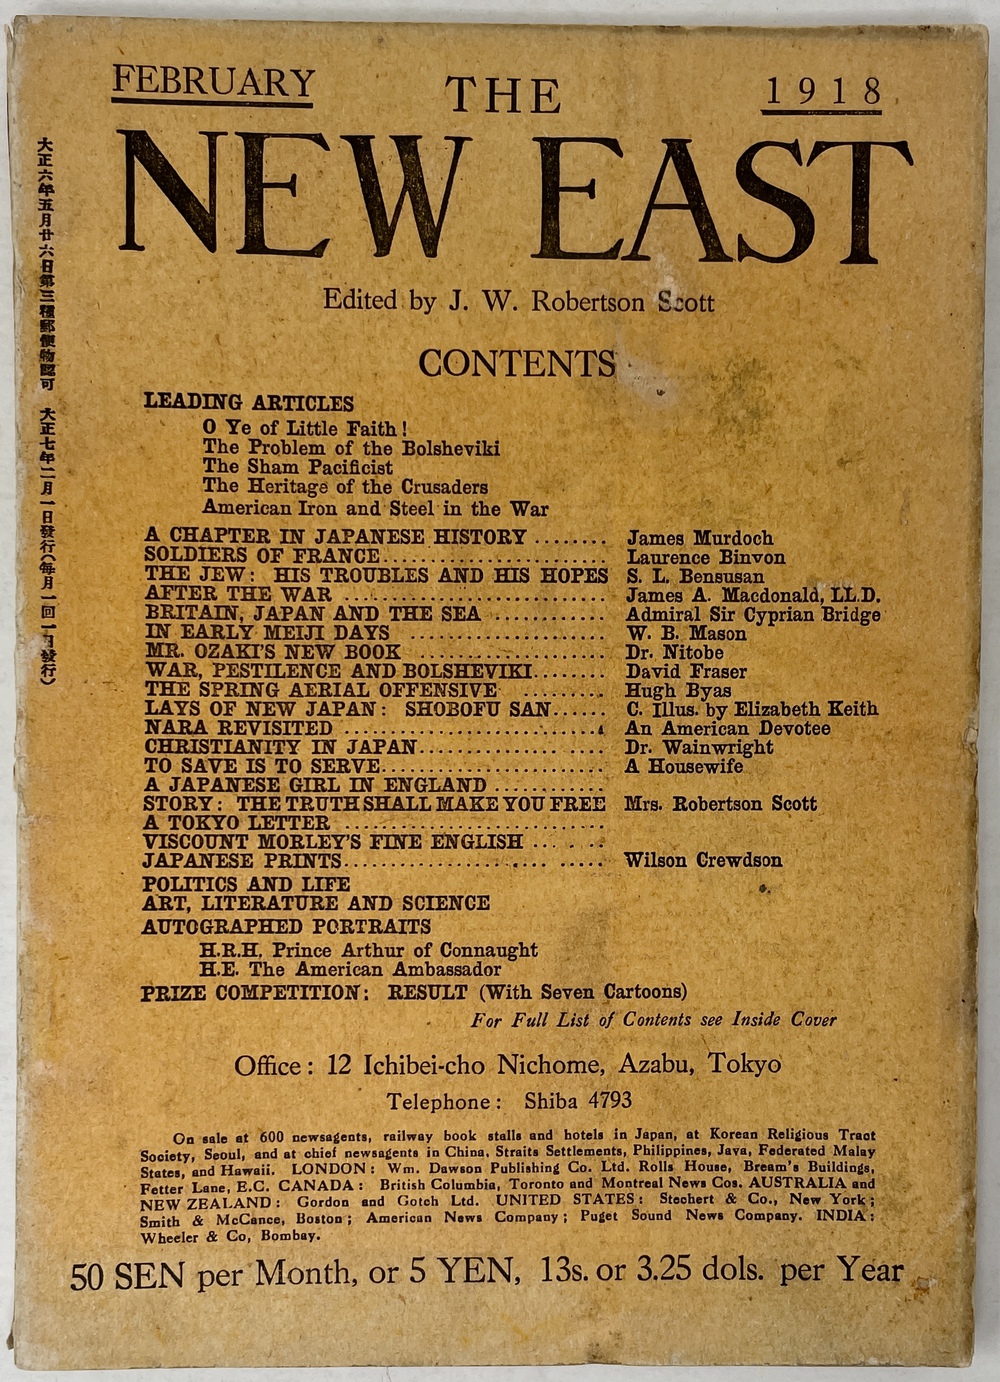 FEBRUARY THE 1918
NEW EAST
Edited by J. W. Robertson Scott
CONTENTS
LEADING ARTICLES
O Ye of Little Faith!
The Problem of the Bolsheviki
The Sham Pacificist
The Heritage of the Crusaders
American Iron and Steel in the War
A CHAPTER IN JAPANESE HISTORY ........ James Murdoch
SOLDIERS OF FRANCE........................ Laurence Binyon
THE JEW: HIS TROUBLES AND HIS HOPES S. L. Bensusan
AFTER THE WAR ............................ James A. Macdonald, LL.D.
BRITAIN, JAPAN AND THE SEA ............ Admiral Sir Cyprian Bridge
IN EARLY MEIJI DAYS ..................... W. B. Mason
MR. OZAKI'S NEW BOOK ...................... Dr. Nitobe
WAR, PESTILENCE AND BOLSHEVIKI........ David Fraser
THE SPRING AERIAL OFFENSIVE ......... Hugh Byas
LAYS OF NEW JAPAN: SHOBOFU SAN...... C. Illus. by Elizabeth Keith
NARA REVISITED ............................ An American Devotee
CHRISTIANITY IN JAPAN.................... Dr. Wainwright
TO SAVE IS TO SERVE........................ A Housewife
A JAPANESE GIRL IN ENGLAND ............
STORY: THE TRUTH SHALL MAKE YOU FREE Mrs. Robertson Scott
A TOKYO LETTER ............................
VISCOUNT MORLEY'S FINE ENGLISH ... . ..
JAPANESE PRINTS............................ Wilson Crewdson
POLITICS AND LIFE
ART, LITERATURE AND SCIENCE
AUTOGRAPHED PORTRAITS
H.R.H. Prince Arthur of Connaught
H.E. The American Ambassador
PRIZE COMPETITION: RESULT (With Seven Cartoons)
For Full List of Contents see Inside Cover
Office: 12 Ichibei-cho Nichome, Azabu, Tokyo
Telephone: Shiba 4793
On sale at 600 newsagents, railway book stalls and hotels in Japan, at Korean Religious Tract
Society, Seoul, and at chief newsagents in China, Straits Settlements, Philippines, Java, Federated Malay
States, and Hawaii. LONDON: Wm. Dawson Publishing Co. Ltd. Rolls House, Bream's Buildings,
Fetter Lane, E.C. CANADA: British Columbia, Toronto and Montreal News Cos. AUSTRALIA and
NEW ZEALAND: Gordon and Gotch Ltd. UNITED STATES: Stechert & Co., New York;
Smith & McCance, Boston; American News Company; Puget Sound News Company. INDIA:
Wheeler & Co, Bombay.
50 SEN per Month, or 5 YEN, 13s. or 3.25 dols. per Year
大正六年五月廿六日第三種郵便物認可 大正七年二月一日發行(每月一回一日發行)